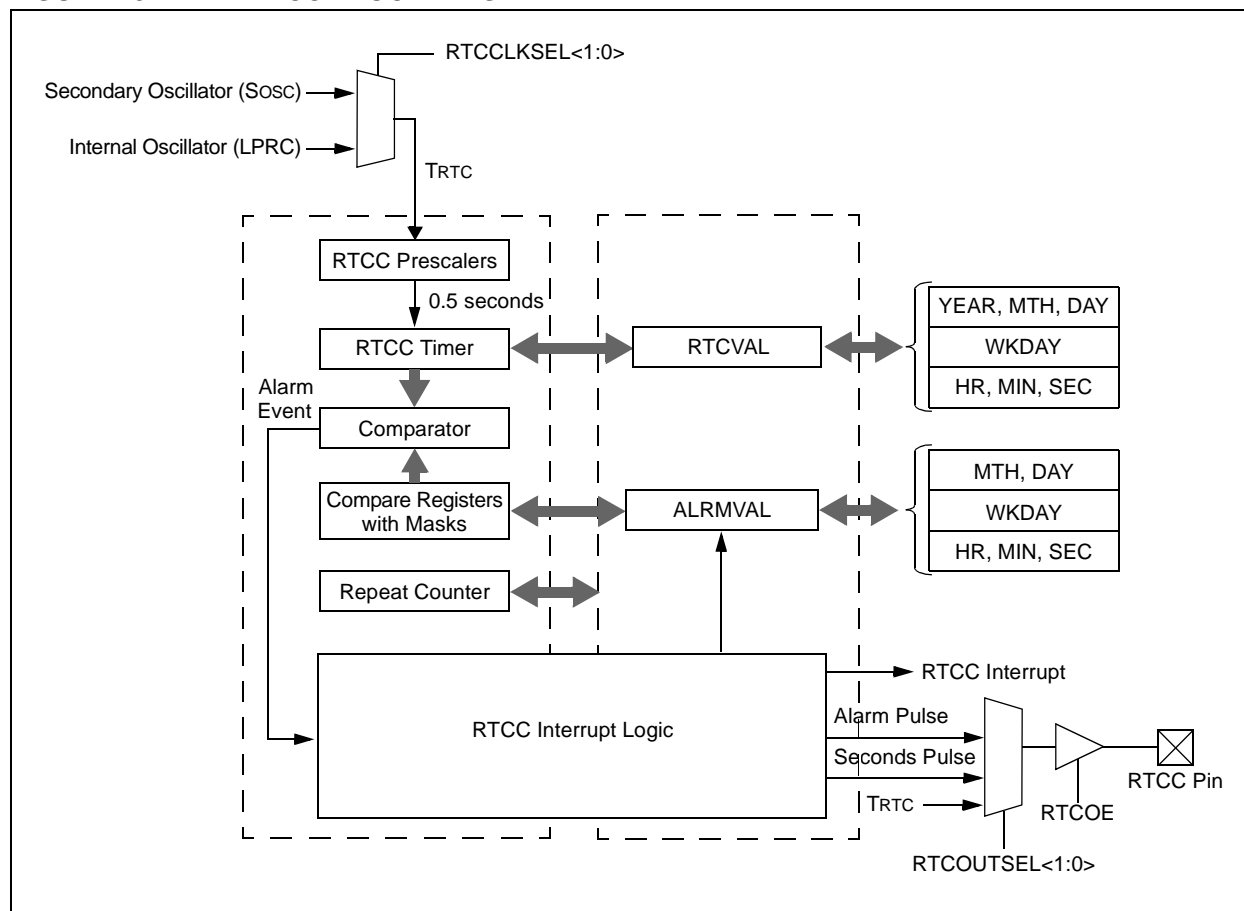 RTCCLKSEL<1:0>
Secondary Oscillator (SOSC)
Internal Oscillator (LPRC)
TRTC
RTCC Prescalers
0.5 seconds
RTCC Timer
RTCVAL
YEAR, MTH, DAY
WKDAY
HR, MIN, SEC
Alarm
Event
Comparator
Compare Registers
with Masks
ALRMVAL
MTH, DAY
WKDAY
HR, MIN, SEC
Repeat Counter
RTCC Interrupt Logic
RTCC Interrupt
Alarm Pulse
Seconds Pulse
TRTC
RTCC Pin
RTCOE
RTCOUTSEL<1:0>